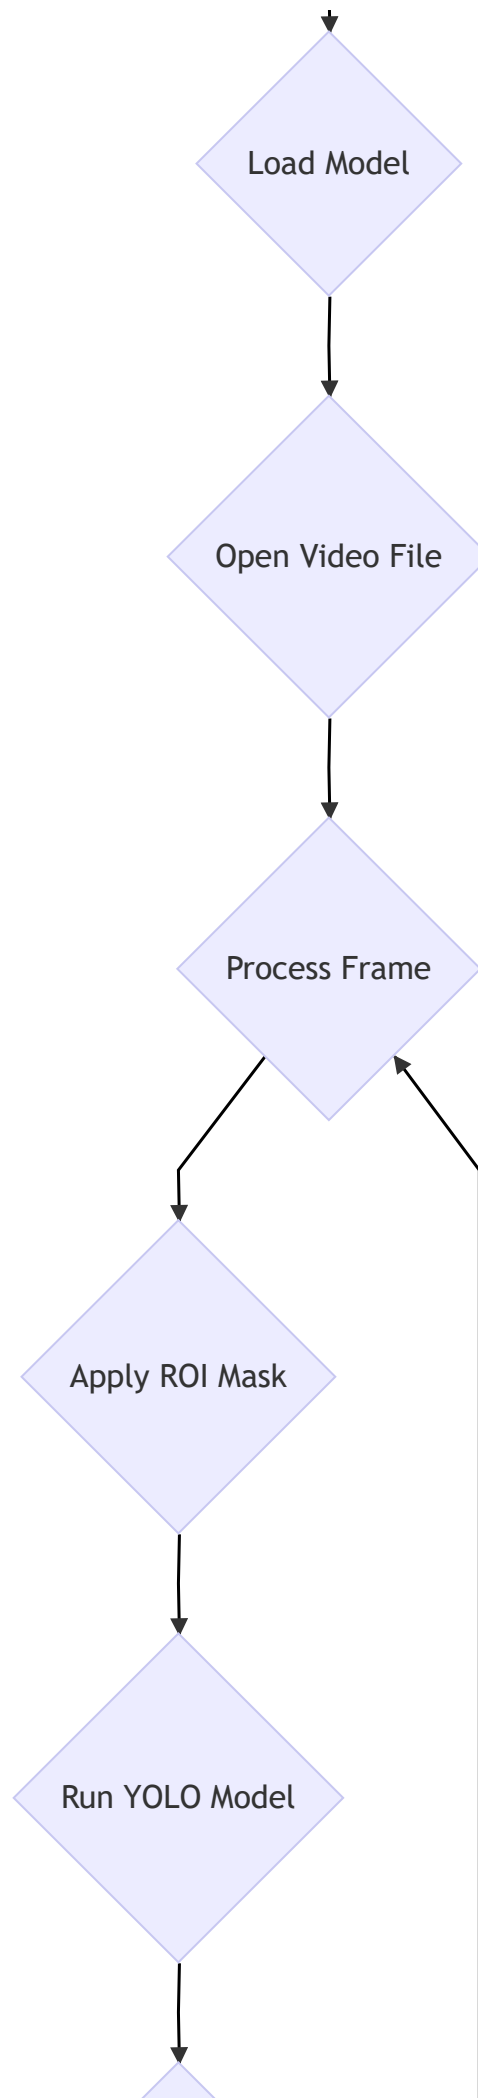 Load Model
Open Video File
Process Frame
Apply ROI Mask
Run YOLO Model